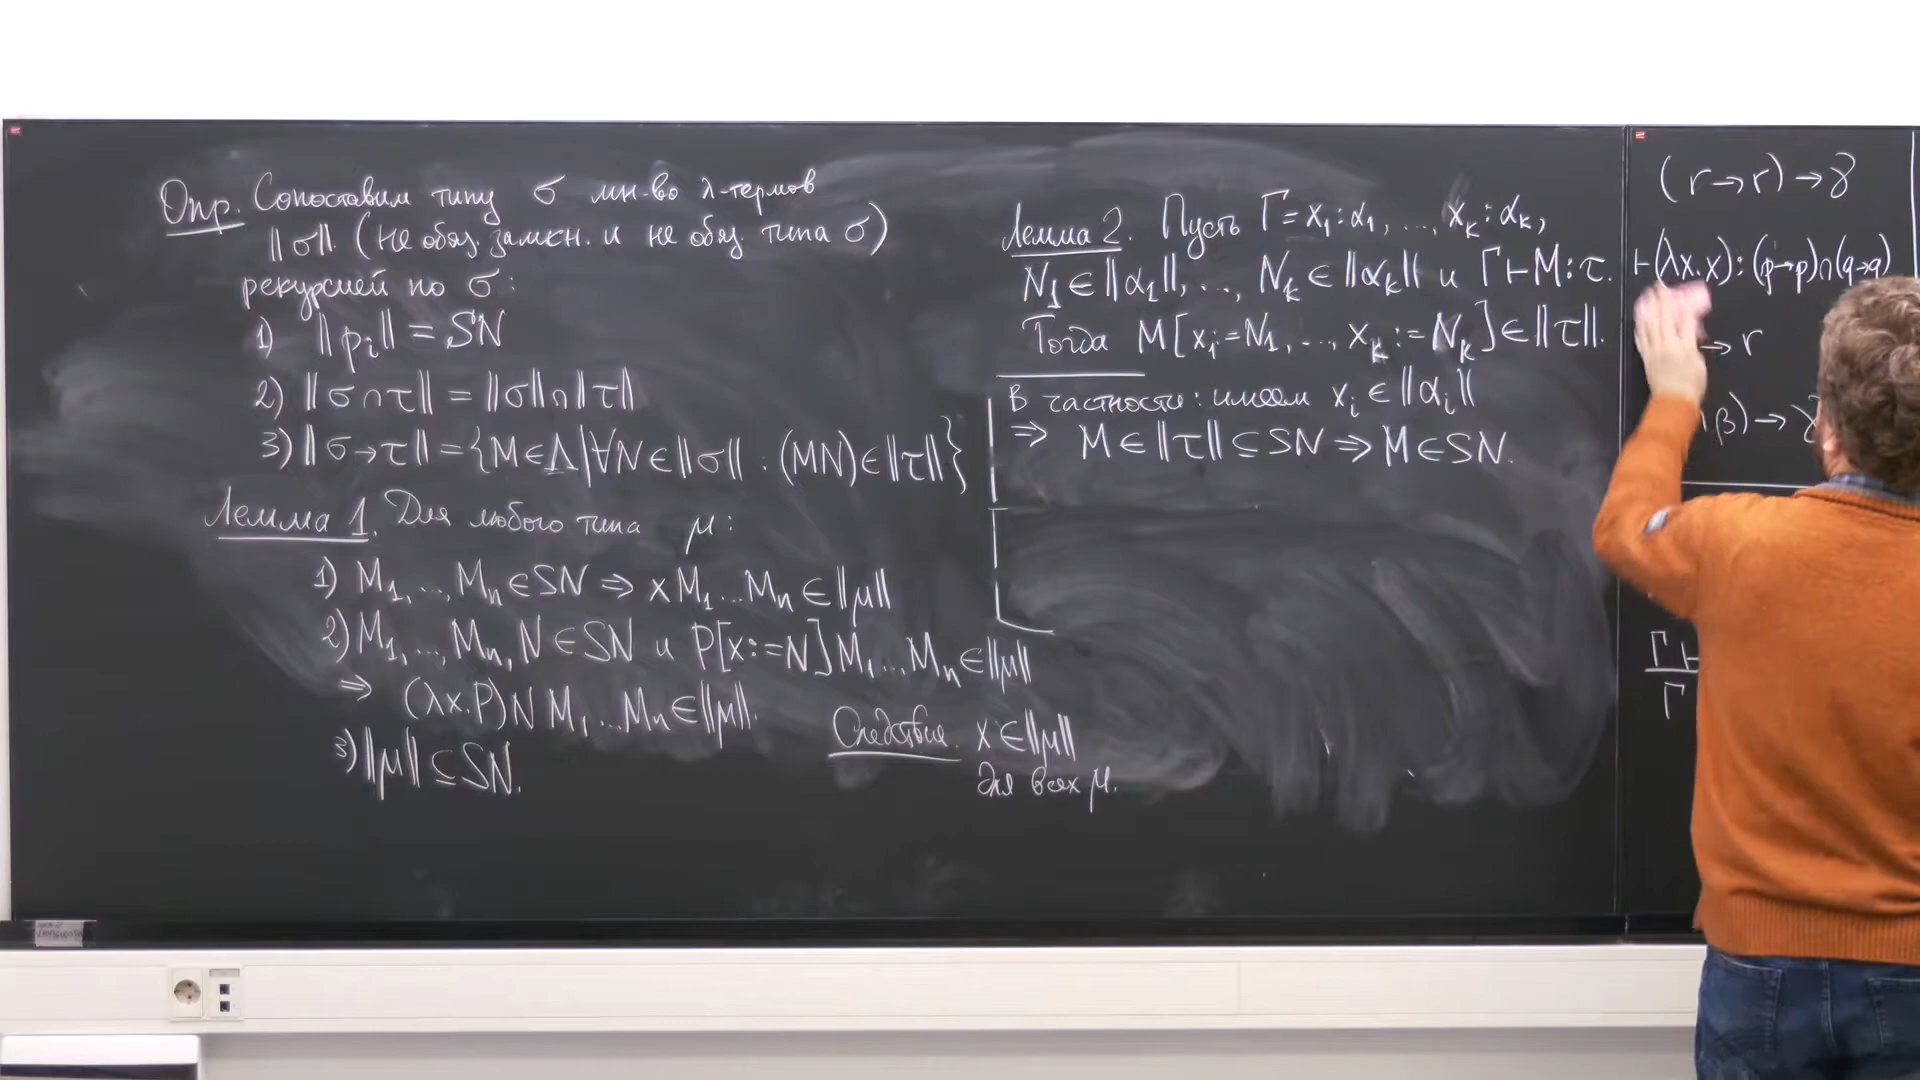 Опр. Сопоставим типу σ мн-во λ-термов
‖σ‖. (не обяз. замкн. и не обяз. типа σ)
рекурсией по σ:
1) ‖pᵢ‖ = SN
2) ‖σ∩τ‖ = ‖σ‖∩‖τ‖
3) ‖σ→τ‖ = {M∈Λ | ∀N∈‖σ‖ : (MN)∈‖τ‖}
Лемма 1. Для любого типа μ:
1) M₁, ..., Mₙ ∈ SN ⇒ x M₁ ... Mₙ ∈ ‖μ‖
2) M₁, ..., Mₙ, N ∈ SN и P[x:=N] M₁ ... Mₙ ∈ ‖μ‖
⇒ (λx.P) N M₁ ... Mₙ ∈ ‖μ‖.
3) ‖μ‖ ⊆ SN.
Следствие. x ∈ ‖μ‖
для всех μ.
Лемма 2. Пусть Γ = x₁:α₁, ..., xₖ:αₖ,
N₁ ∈ ‖α₁‖, ..., Nₖ ∈ ‖αₖ‖ и Γ ⊢ M : τ.
Тогда M[x₁:=N₁, ..., xₖ:=Nₖ] ∈ ‖τ‖.
В частности: имеем xᵢ ∈ ‖αᵢ‖
⇒ M ∈ ‖τ‖ ⊆ SN ⇒ M ∈ SN.
(r→r)→γ
⊢(λx.x):(p→p)∩(q→q)
→ r
β)→γ
Γ⊢
Γ